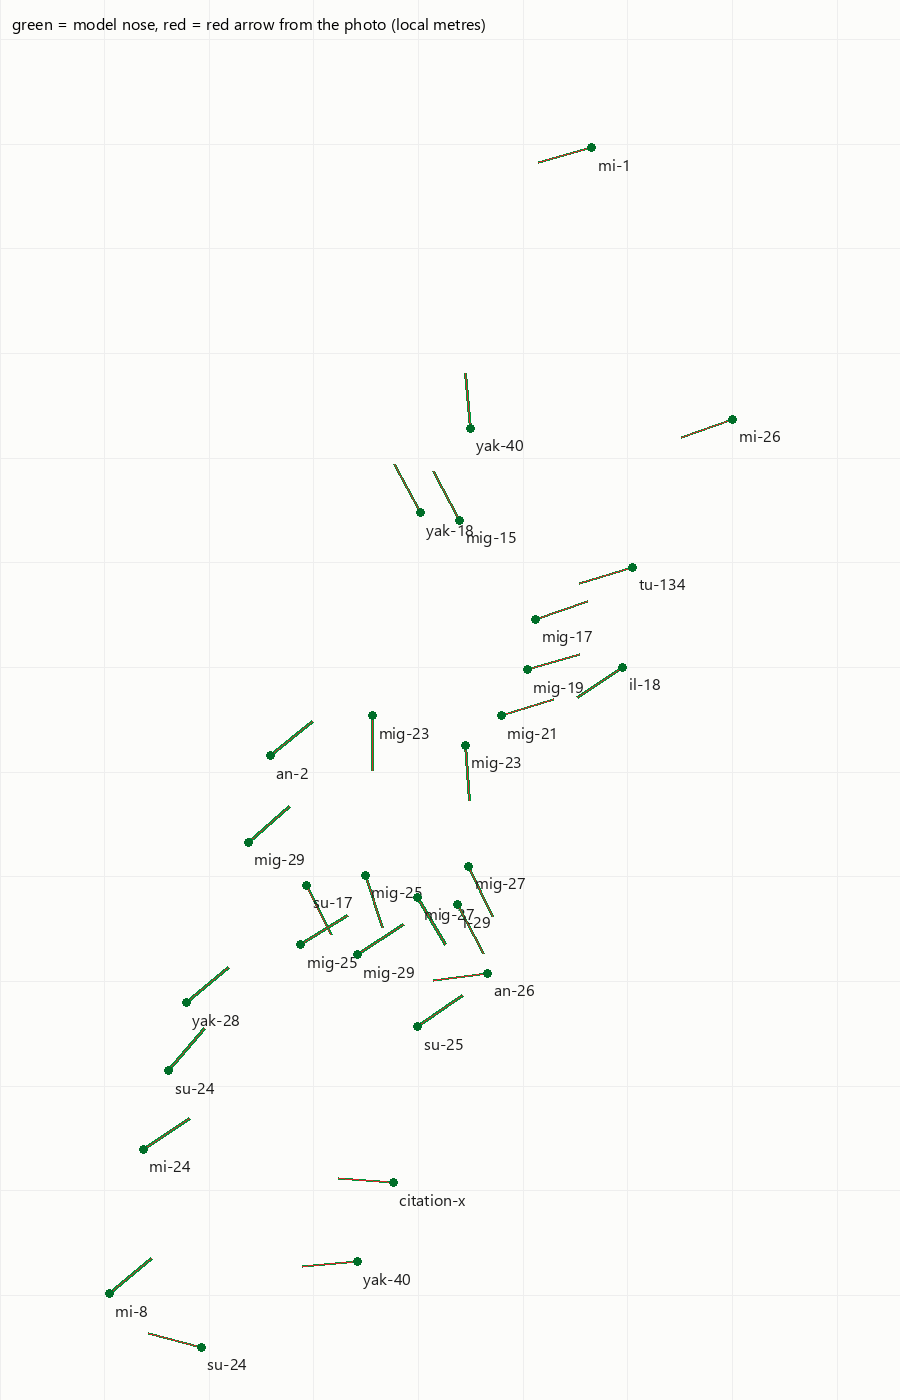 green = model nose, red = red arrow from the photo (local metres)
mi-1
mi-26
yak-40
yak-18
mig-15
tu-134
mig-17
il-18
mig-19
mig-21
mig-23
mig-23
an-2
mig-29
mig-27
mig-25
su-17
mig-27
l-29
mig-25
mig-29
an-26
yak-28
su-25
su-24
mi-24
citation-x
yak-40
mi-8
su-24